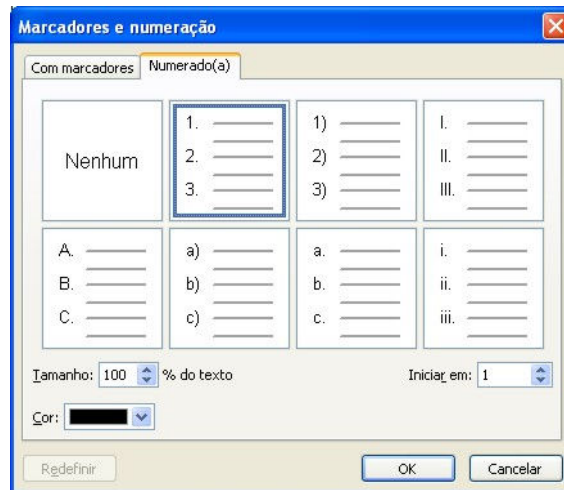 Marcadores e numeração
Com marcadores Numerado(a)
Nenhum
1.
2.
3.
1)
2)
3)
I.
II.
III.
A.
B.
C.
a)
b)
c)
a.
b.
c.
i.
ii.
iii.
Tamanho: 100 % do texto Iniciar em: 1
Cor:
Redefinir OK Cancelar